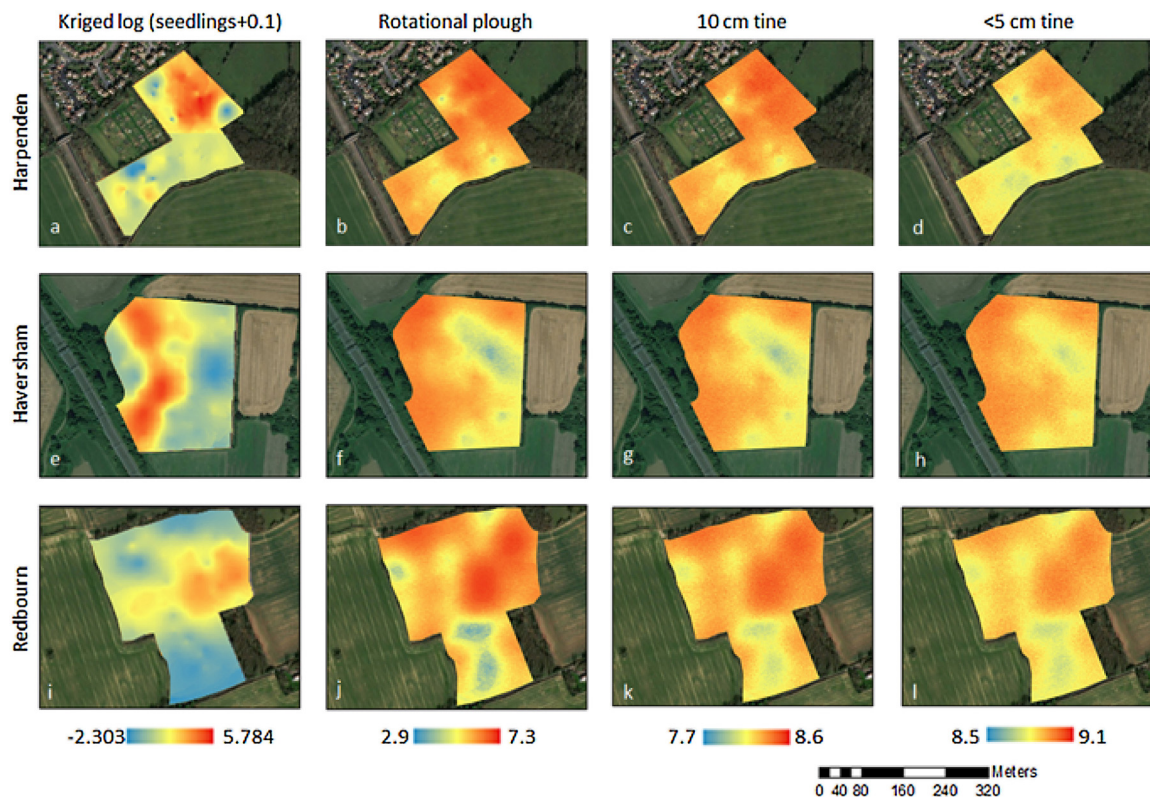 Kriged log (seedlings+0.1) Rotational plough 10 cm tine <5 cm tine
Harpenden
a b c d
Haversham
e f g h
Redbourn
i j k l
-2.303 5.784 2.9 7.3 7.7 8.6 8.5 9.1
Meters
0 40 80 160 240 320